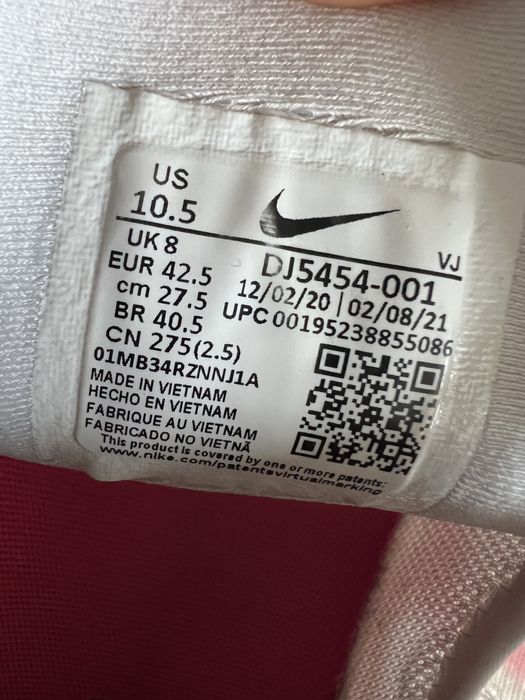 US
10.5
UK 8
VJ
EUR 42.5
DJ5454-001
cm 27.5
12/02/20 | 02/08/21
BR 40.5
UPC 00195238855086
CN 275(2.5)
01MB34RZNNJ1A
MADE IN VIETNAM
HECHO EN VIETNAM
FABRIQUE AU VIETNAM
FABRICADO NO VIETNÃ
This product is covered by one or more patents:
www.nike.com/patentsvirtualmarking